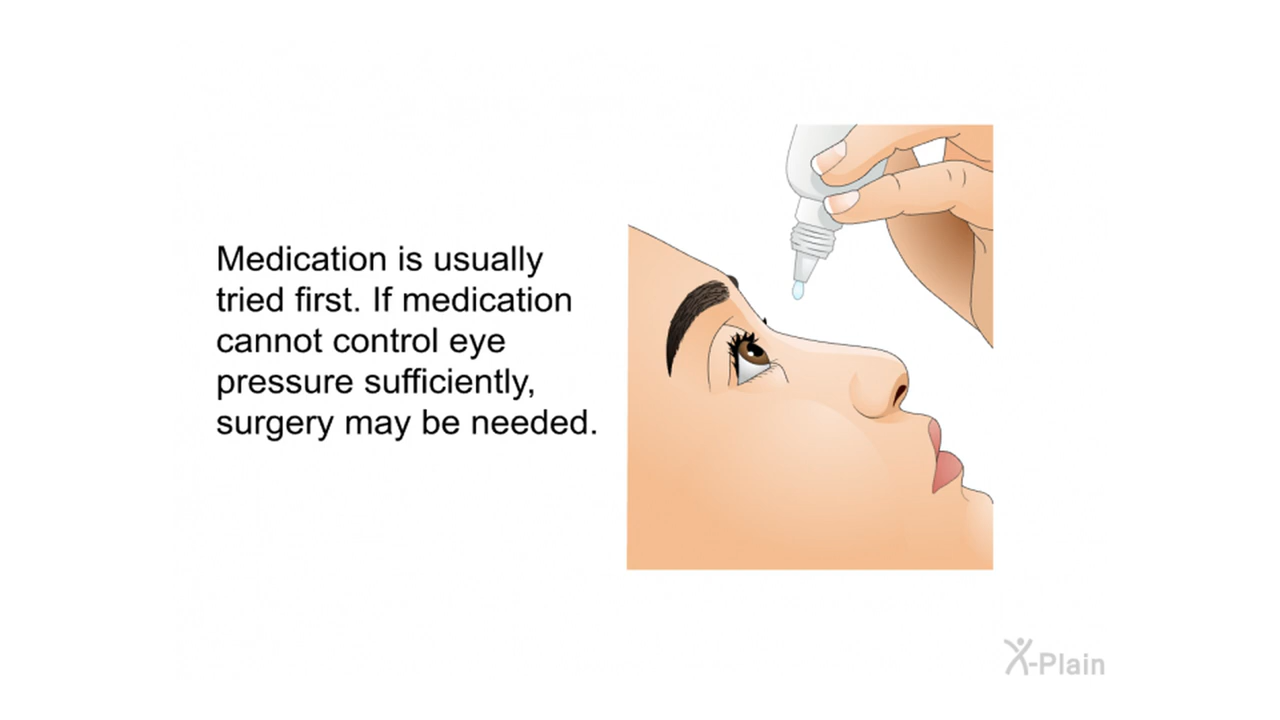 Medication is usually
tried first. If medication
cannot control eye
pressure sufficiently,
surgery may be needed.
X-Plain